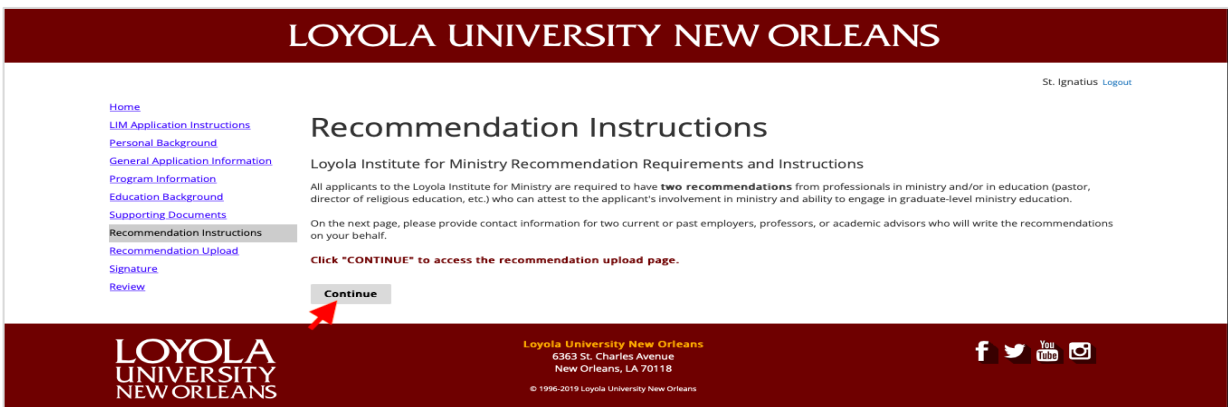 LOYOLA UNIVERSITY NEW ORLEANS
St. Ignatius Logout
Home
LIM Application Instructions
Personal Background
General Application Information
Program Information
Education Background
Supporting Documents
Recommendation Instructions
Recommendation Upload
Signature
Review
Recommendation Instructions
Loyola Institute for Ministry Recommendation Requirements and Instructions
All applicants to the Loyola Institute for Ministry are required to have two recommendations from professionals in ministry and/or in education (pastor,
director of religious education, etc.) who can attest to the applicant's involvement in ministry and ability to engage in graduate-level ministry education.
On the next page, please provide contact information for two current or past employers, professors, or academic advisors who will write the recommendations
on your behalf.
Click "CONTINUE" to access the recommendation upload page.
Continue
LOYOLA
UNIVERSITY
NEW ORLEANS
Loyola University New Orleans
6363 St. Charles Avenue
New Orleans, LA 70118
© 1996-2019 Loyola University New Orleans
f
You
Tube